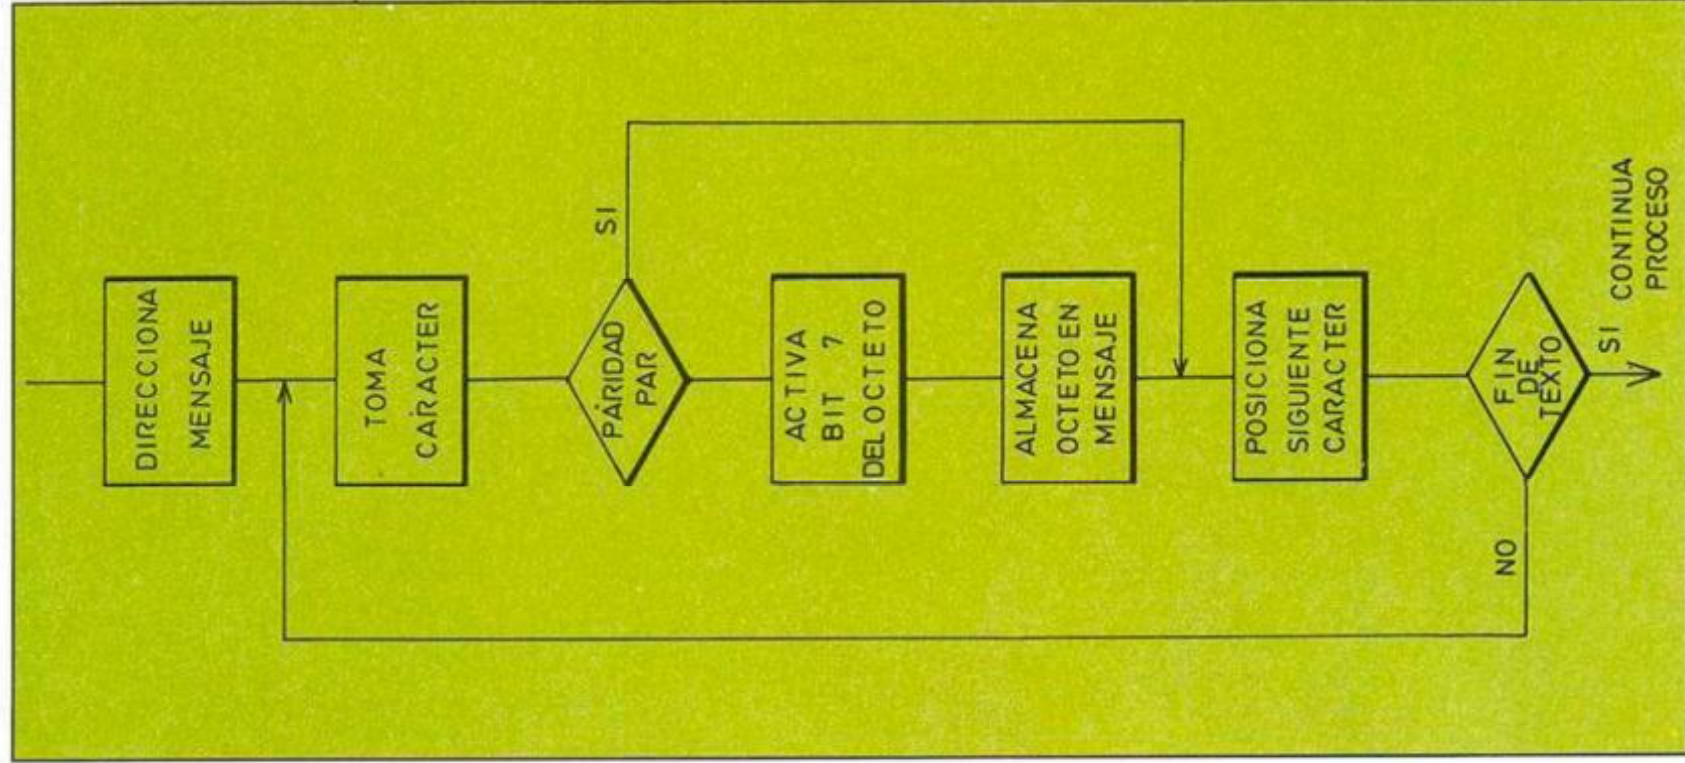 DIRECCIONA
MENSAJE
TOMA
CARACTER
PARIDAD
PAR
SI
ACTIVA
BIT 7
DEL OCTETO
ALMACENA
OCTETO EN
MENSAJE
POSICIONA
SIGUIENTE
CARACTER
FIN
DE
TEXTO
NO
SI
CONTINUA
PROCESO